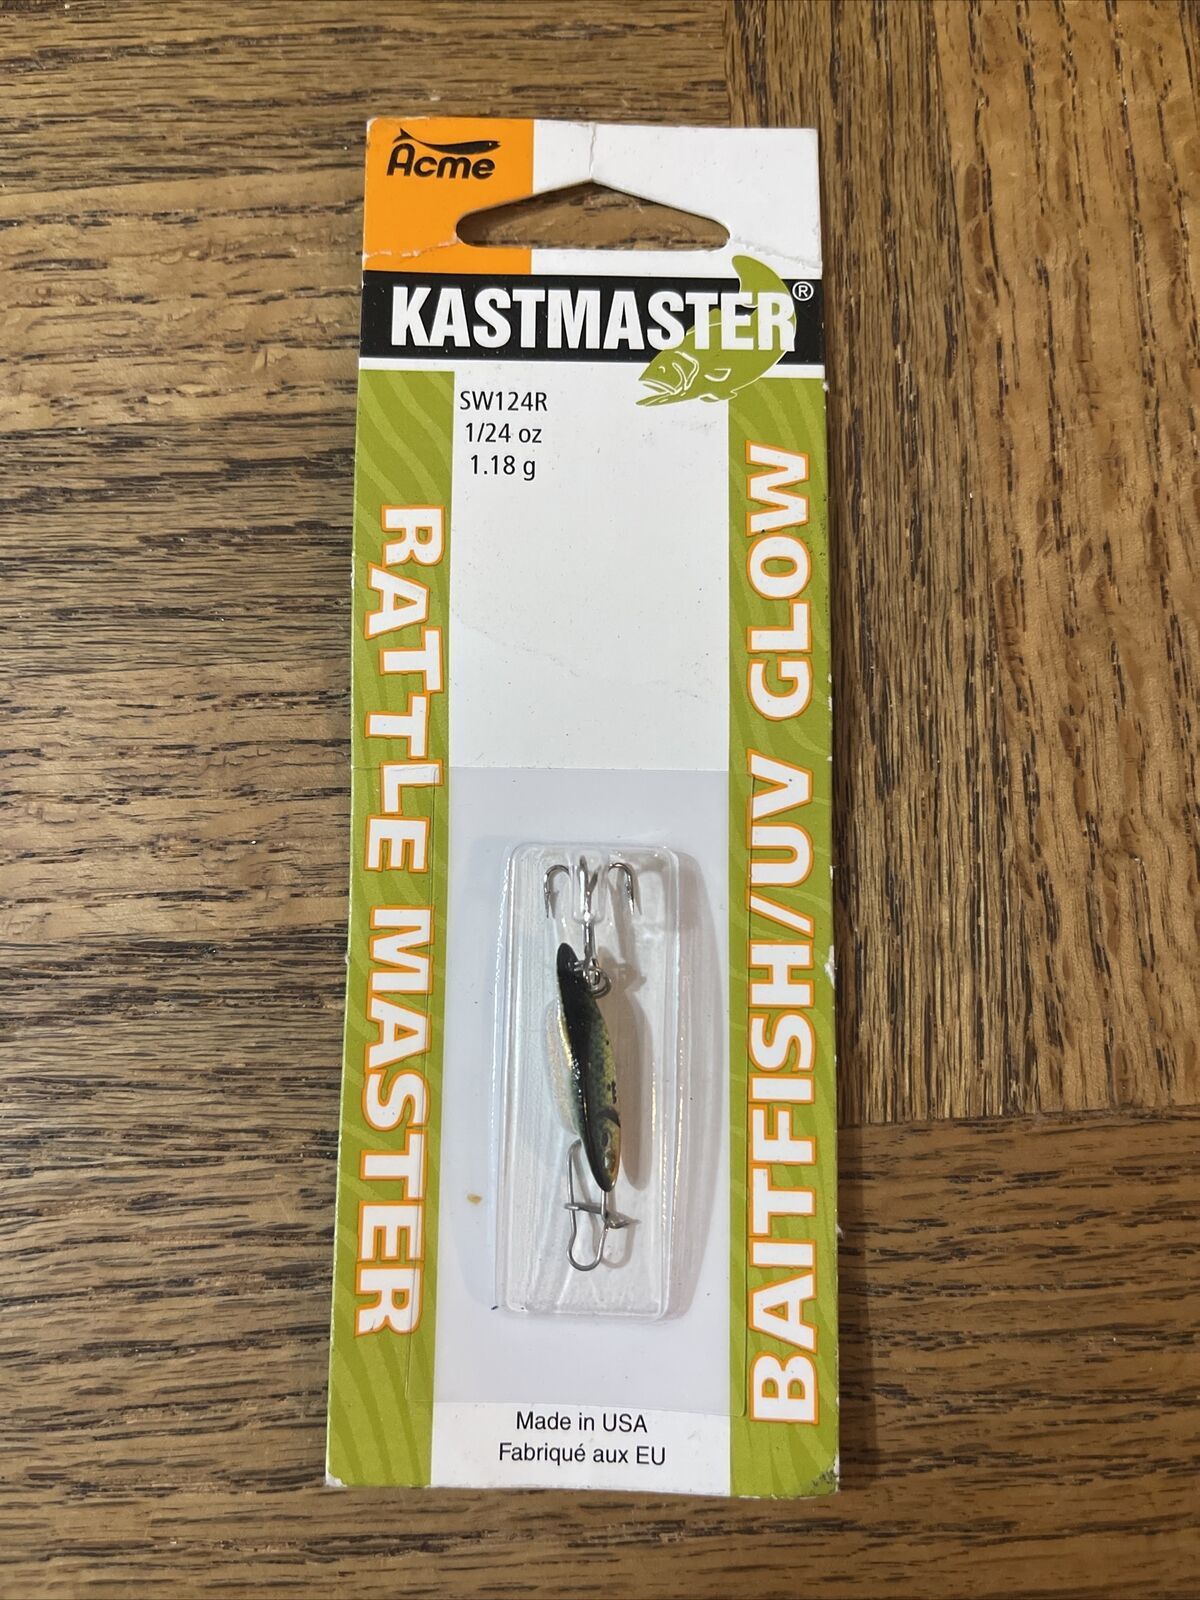 Acme
KASTMASTER®
SW124R
1/24 oz
1.18 g
RATTLE MASTER
BAITFISH/UV GLOW
Made in USA
Fabriqué aux EU